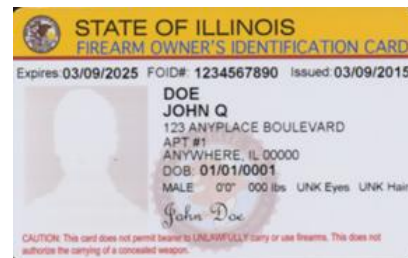 STATE OF ILLINOIS
FIREARM OWNER'S IDENTIFICATION CARD
Expires: 03/09/2025 FOID#: 1234567890 Issued: 03/09/2015
DOE
JOHN Q
123 ANYPLACE BOULEVARD
APT #1
ANYWHERE, IL 00000
DOB: 01/01/0001
MALE 0'0" 000 lbs UNK Eyes UNK Hair
John Doe
CAUTION: This card does not permit bearer to UNLAWFULLY carry or use firearms. This does not
authorize the carrying of a concealed weapon.